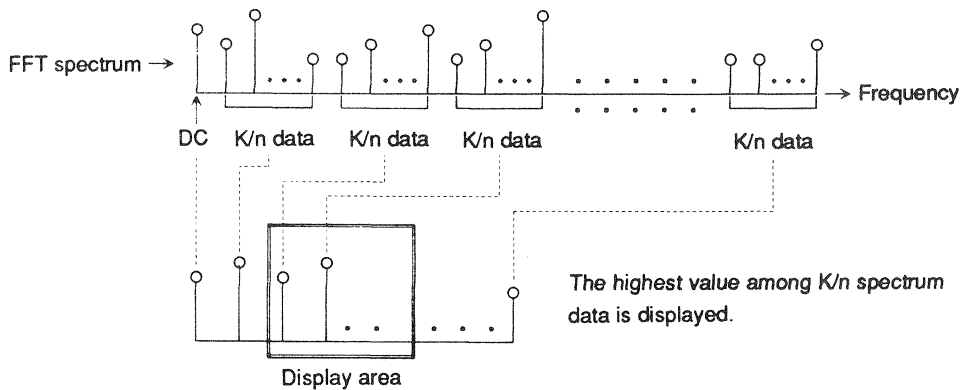 FFT spectrum
Frequency
DC
K/n data
K/n data
K/n data
K/n data
The highest value among K/n spectrum
data is displayed.
Display area